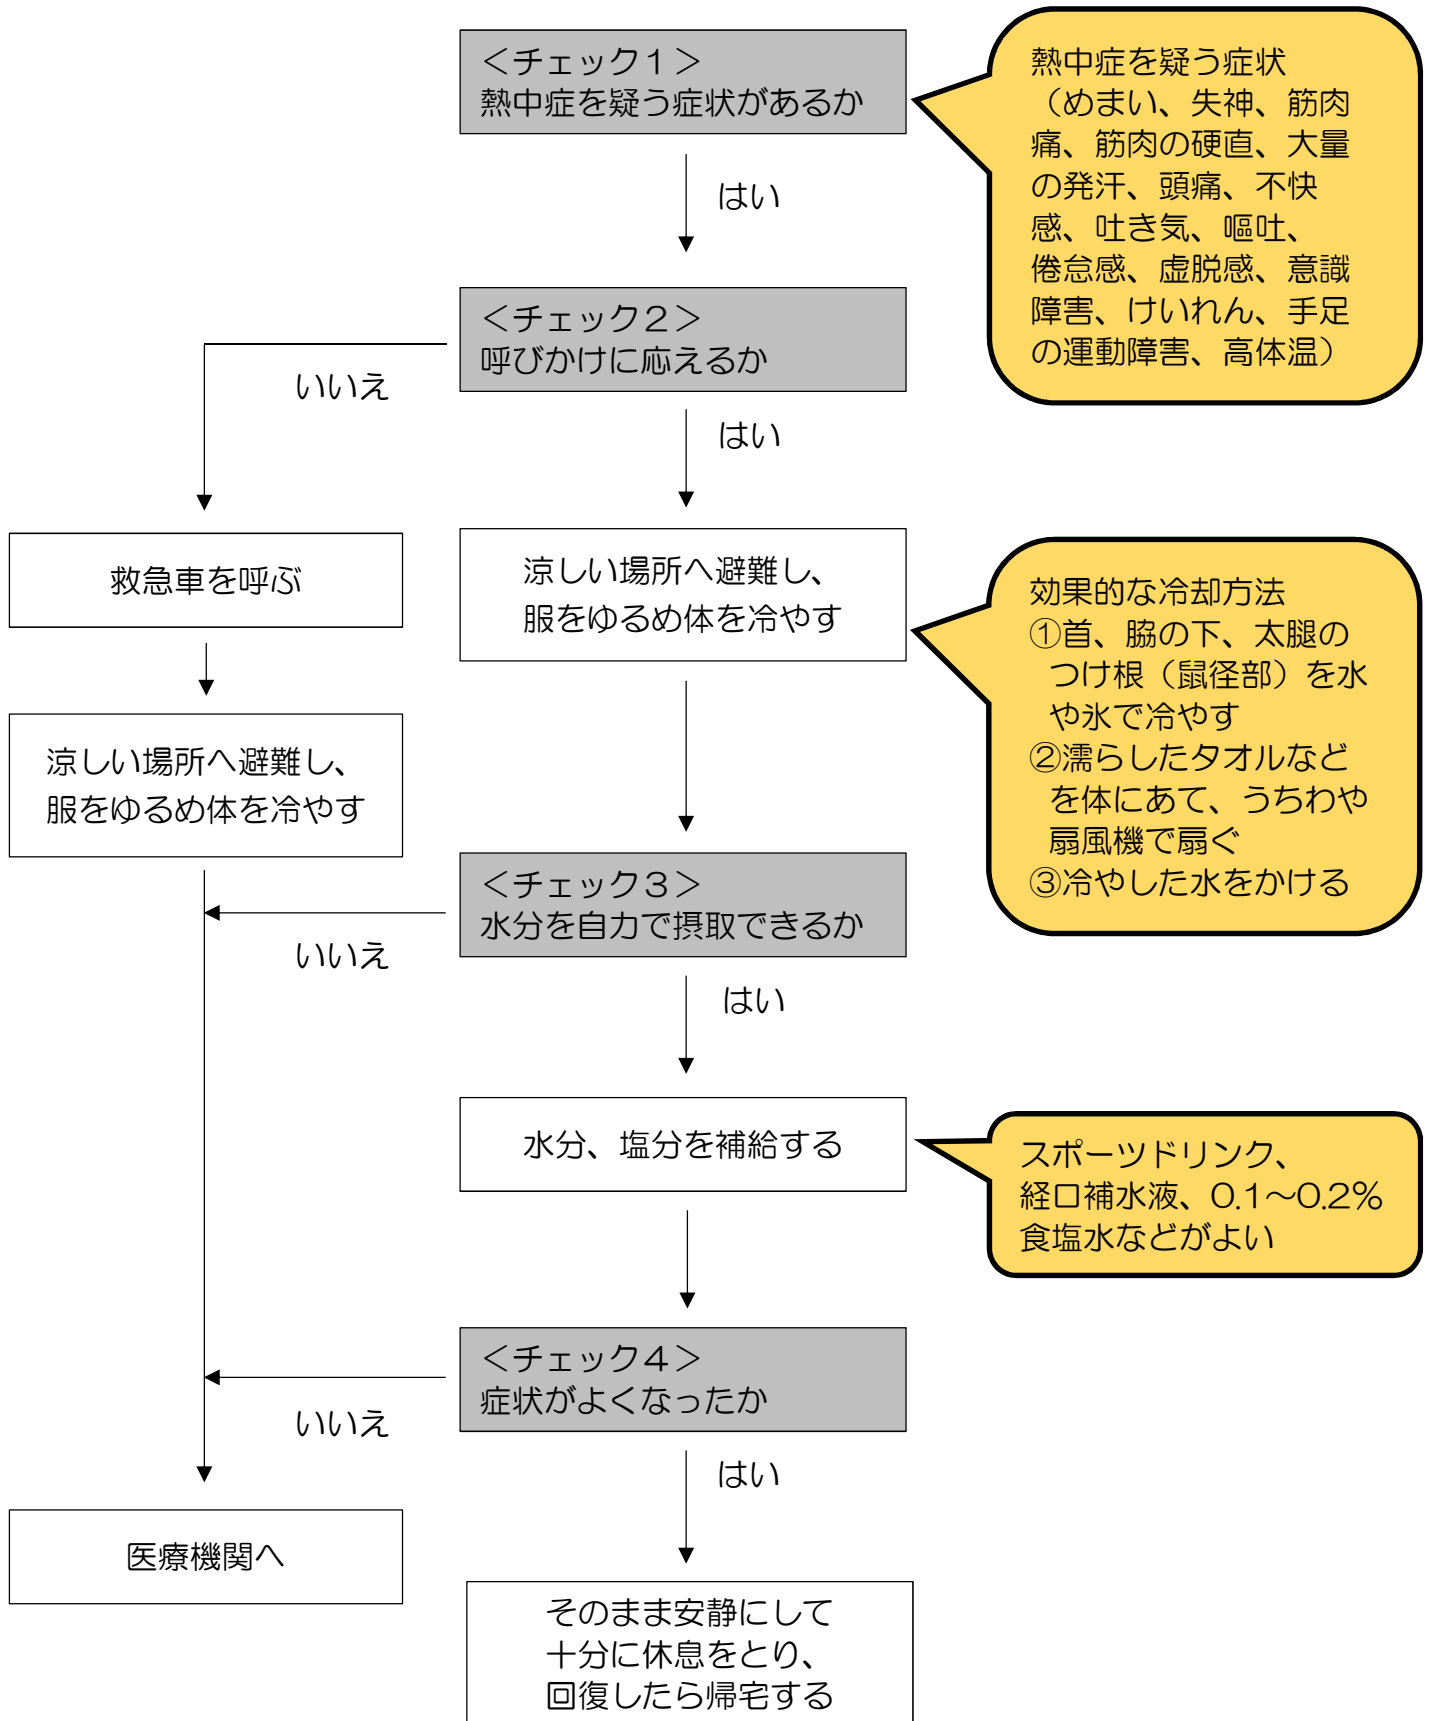 ＜チェック１＞
熱中症を疑う症状があるか
熱中症を疑う症状
（めまい、失神、筋肉
痛、筋肉の硬直、大量
の発汗、頭痛、不快
感、吐き気、嘔吐、
倦怠感、虚脱感、意識
障害、けいれん、手足
の運動障害、高体温）
はい
＜チェック２＞
呼びかけに応えるか
いいえ
はい
救急車を呼ぶ
涼しい場所へ避難し、
服をゆるめ体を冷やす
涼しい場所へ避難し、
服をゆるめ体を冷やす
効果的な冷却方法
①首、脇の下、太腿の
つけ根（鼠径部）を水
や氷で冷やす
②濡らしたタオルなど
を体にあて、うちわや
扇風機で扇ぐ
③冷やした水をかける
＜チェック３＞
水分を自力で摂取できるか
いいえ
はい
水分、塩分を補給する
スポーツドリンク、
経口補水液、0.1～0.2％
食塩水などがよい
＜チェック４＞
症状がよくなったか
いいえ
はい
医療機関へ
そのまま安静にして
十分に休息をとり、
回復したら帰宅する